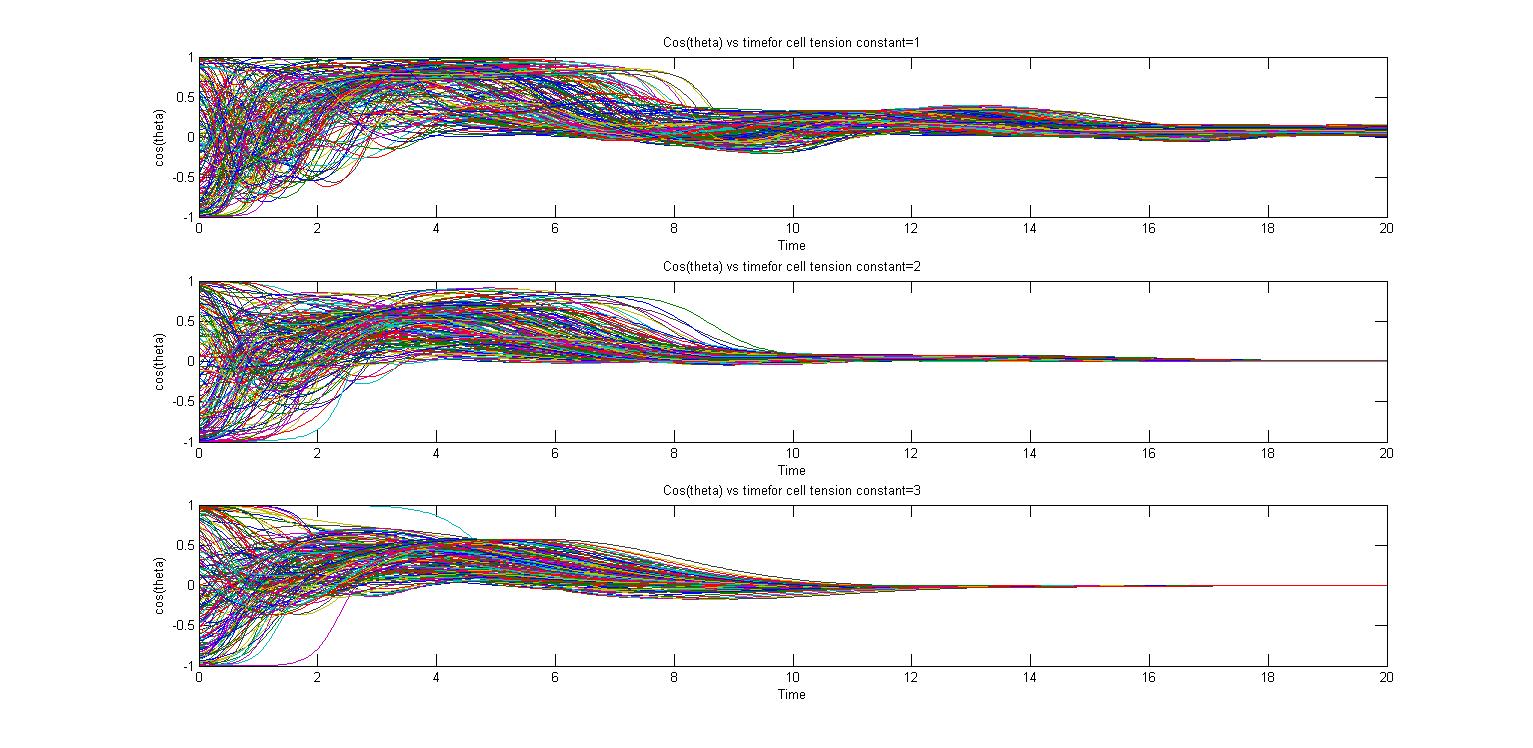 Cos(theta) vs timefor cell tension constant=1
1
0.5
0
-0.5
-1
cos(theta)
0 2 4 6 8 10 12 14 16 18 20
Time
Cos(theta) vs timefor cell tension constant=2
1
0.5
0
-0.5
-1
cos(theta)
0 2 4 6 8 10 12 14 16 18 20
Time
Cos(theta) vs timefor cell tension constant=3
1
0.5
0
-0.5
-1
cos(theta)
0 2 4 6 8 10 12 14 16 18 20
Time